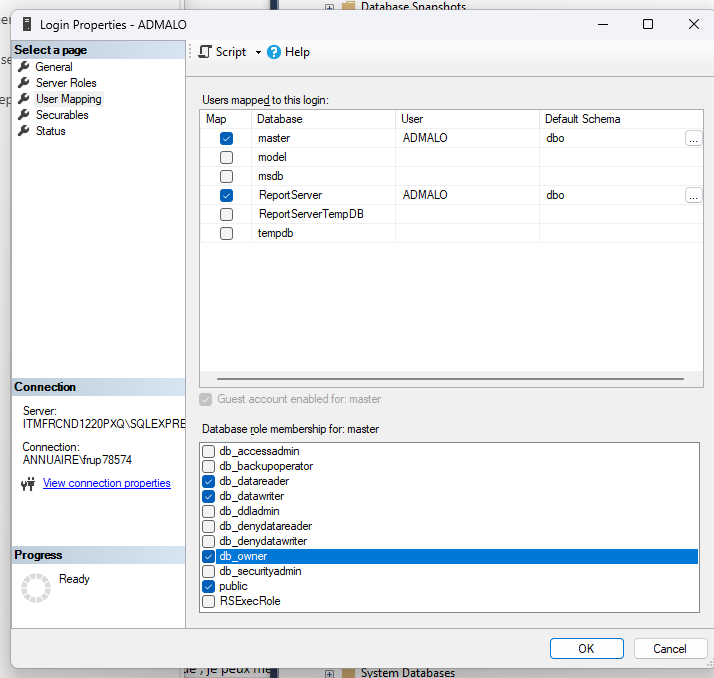 Database Snapshots
Login Properties - ADMALO
Select a page
General
Server Roles
User Mapping
Securables
Status
Script
Help
Users mapped to this login:
Map Database User Default Schema
master ADMALO dbo ...
model
msdb
ReportServer ADMALO dbo ...
ReportServerTempDB
tempdb
Guest account enabled for: master
Database role membership for: master
db_accessadmin
db_backupoperator
db_datareader
db_datawriter
db_ddladmin
db_denydatareader
db_denydatawriter
db_owner
db_securityadmin
public
RSExecRole
Connection
Server:
ITMFRCND1220PXQ\SQLEXPRE
Connection:
ANNUAIRE\frup78574
View connection properties
Progress
Ready
OK Cancel
je peux me
System Databases